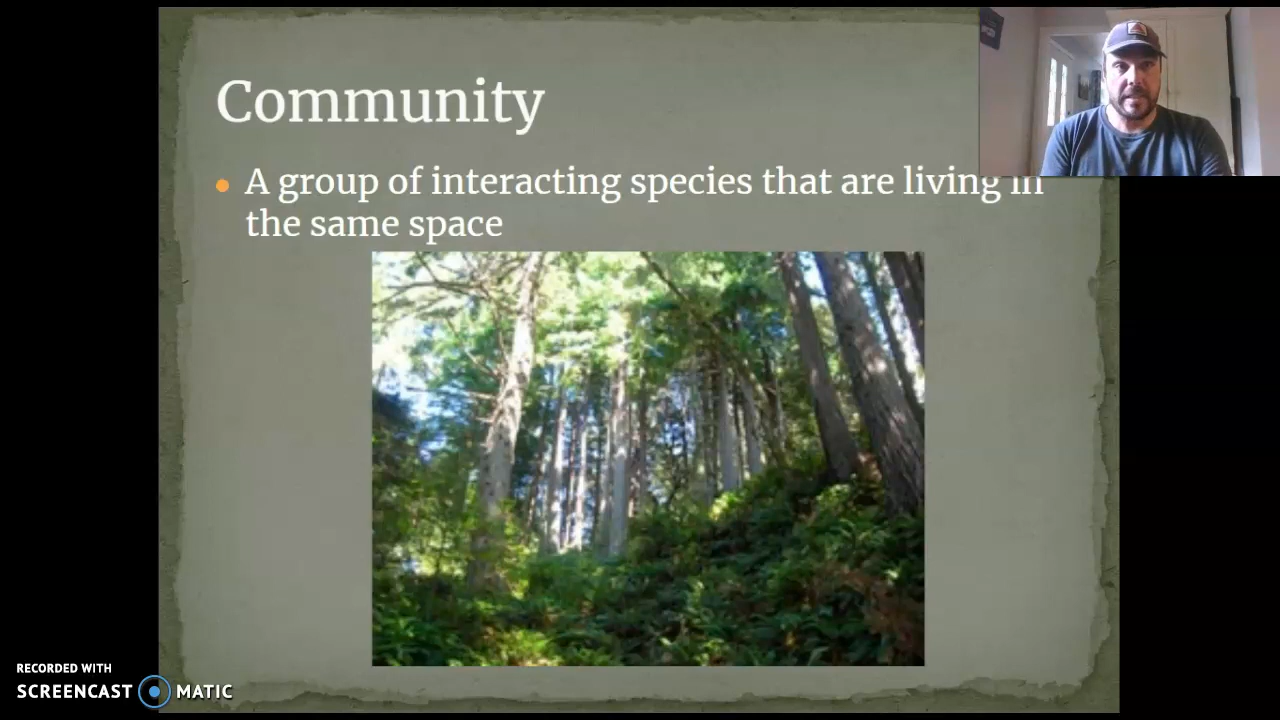 Community
A group of interacting species that are living in
the same space
RECORDED WITH
SCREENCAST MATIC